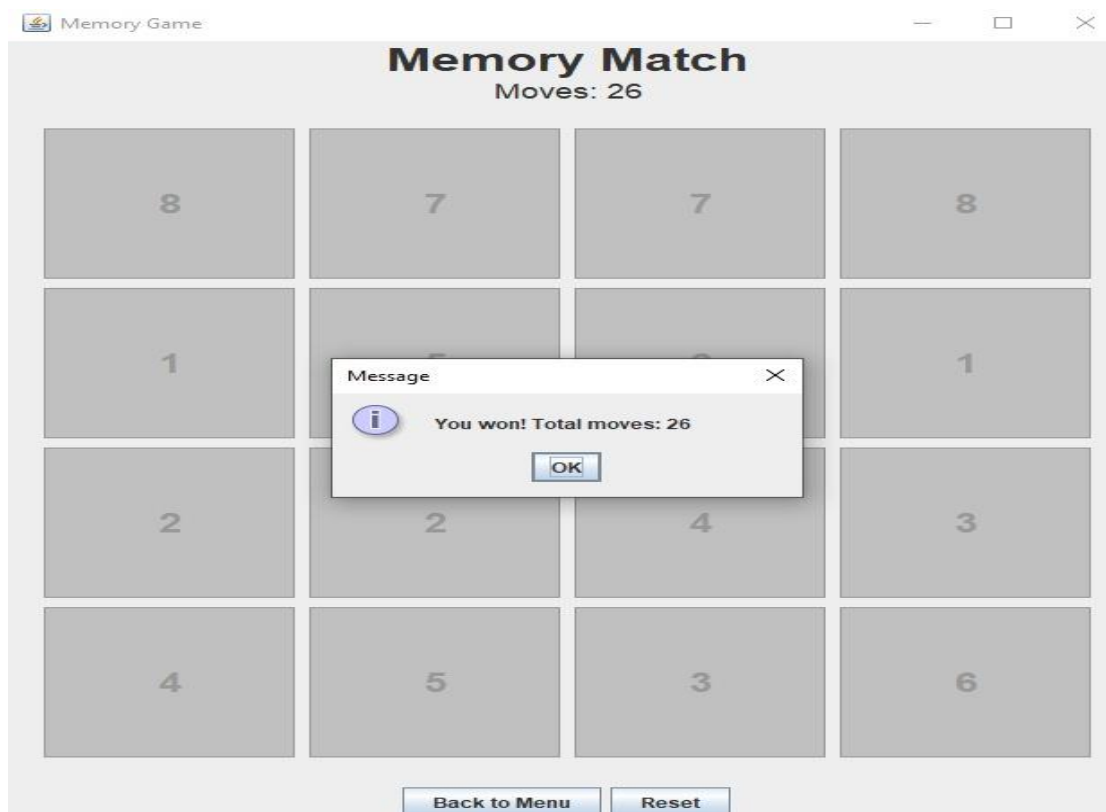 Memory Game
Memory Match
Moves: 26
8 7 7 8
1 1
Message
You won! Total moves: 26
OK
2 2 4 3
4 5 3 6
Back to Menu Reset